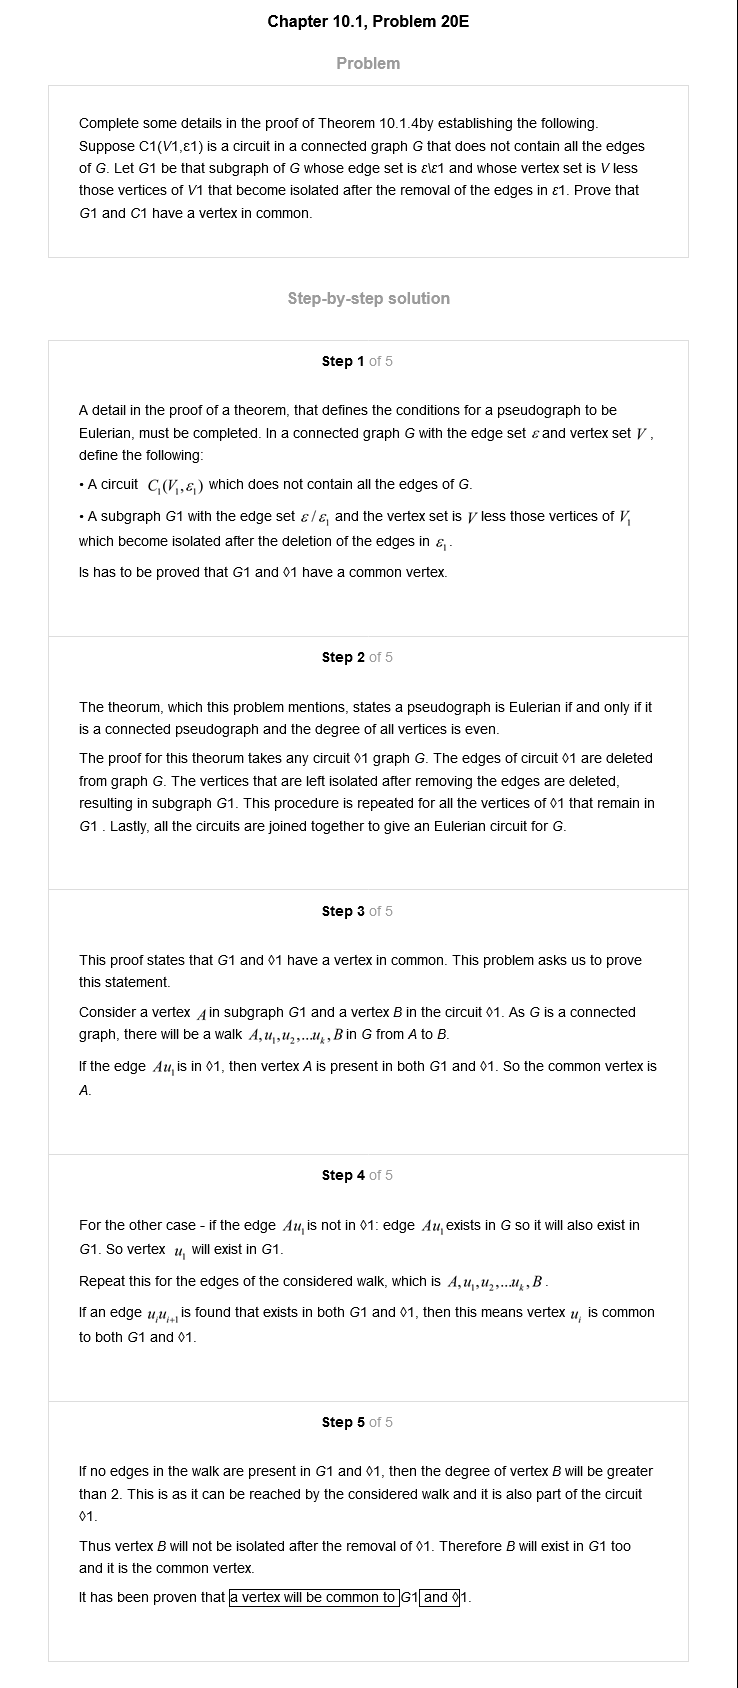 Chapter 10.1, Problem 20E
Problem
Complete some details in the proof of Theorem 10.1.4by establishing the following.
Suppose C1(V1,ε1) is a circuit in a connected graph G that does not contain all the edges
of G. Let G1 be that subgraph of G whose edge set is ε\ε1 and whose vertex set is V less
those vertices of V1 that become isolated after the removal of the edges in ε1. Prove that
G1 and C1 have a vertex in common.
Step-by-step solution
Step 1 of 5
A detail in the proof of a theorem, that defines the conditions for a pseudograph to be
Eulerian, must be completed. In a connected graph G with the edge set ε and vertex set V ,
define the following:
• A circuit C₁(V₁,ε₁) which does not contain all the edges of G.
• A subgraph G1 with the edge set ε / ε₁ and the vertex set is V less those vertices of V₁
which become isolated after the deletion of the edges in ε₁.
Is has to be proved that G1 and ◊1 have a common vertex.
Step 2 of 5
The theorum, which this problem mentions, states a pseudograph is Eulerian if and only if it
is a connected pseudograph and the degree of all vertices is even.
The proof for this theorum takes any circuit ◊1 graph G. The edges of circuit ◊1 are deleted
from graph G. The vertices that are left isolated after removing the edges are deleted,
resulting in subgraph G1. This procedure is repeated for all the vertices of ◊1 that remain in
G1 . Lastly, all the circuits are joined together to give an Eulerian circuit for G.
Step 3 of 5
This proof states that G1 and ◊1 have a vertex in common. This problem asks us to prove
this statement.
Consider a vertex A in subgraph G1 and a vertex B in the circuit ◊1. As G is a connected
graph, there will be a walk A,u₁,u₂,...uₖ,B in G from A to B.
If the edge Au₁ is in ◊1, then vertex A is present in both G1 and ◊1. So the common vertex is
A.
Step 4 of 5
For the other case - if the edge Au₁ is not in ◊1: edge Au₁ exists in G so it will also exist in
G1. So vertex u₁ will exist in G1.
Repeat this for the edges of the considered walk, which is A,u₁,u₂,...uₖ,B .
If an edge uᵢuᵢ₊₁ is found that exists in both G1 and ◊1, then this means vertex uᵢ is common
to both G1 and ◊1.
Step 5 of 5
If no edges in the walk are present in G1 and ◊1, then the degree of vertex B will be greater
than 2. This is as it can be reached by the considered walk and it is also part of the circuit
◊1.
Thus vertex B will not be isolated after the removal of ◊1. Therefore B will exist in G1 too
and it is the common vertex.
It has been proven that a vertex will be common to G1 and ◊1.